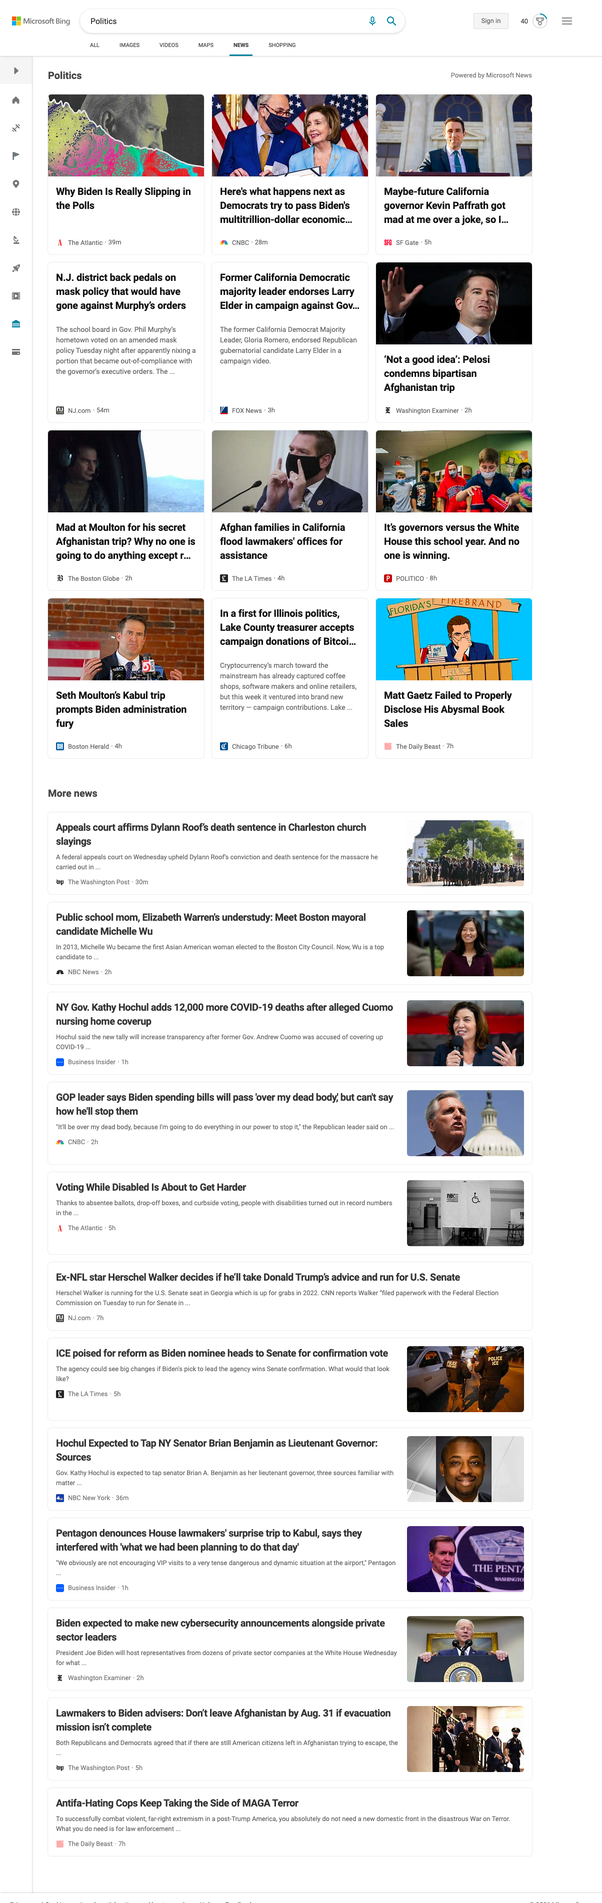 Microsoft Bing
Politics
Sign in
40
ALL
IMAGES
VIDEOS
MAPS
NEWS
SHOPPING
Politics
Powered by Microsoft News
Why Biden Is Really Slipping in
the Polls
The Atlantic · 39m
Here's what happens next as
Democrats try to pass Biden's
multitrillion-dollar economic...
CNBC · 28m
Maybe-future California
governor Kevin Paffrath got
mad at me over a joke, so I...
SF Gate · 5h
N.J. district back pedals on
mask policy that would have
gone against Murphy's orders
The school board in Gov. Phil Murphy's
hometown voted on an amended mask
policy Tuesday night after apparently nixing a
portion that became out-of-compliance with
the governor's executive orders. The ...
NJ.com · 54m
Former California Democratic
majority leader endorses Larry
Elder in campaign against Gov...
The former California Democrat Majority
Leader, Gloria Romero, endorsed Republican
gubernatorial candidate Larry Elder in a
campaign video.
FOX News · 3h
'Not a good idea': Pelosi
condemns bipartisan
Afghanistan trip
Washington Examiner · 2h
Mad at Moulton for his secret
Afghanistan trip? Why no one is
going to do anything except r...
The Boston Globe · 2h
Afghan families in California
flood lawmakers' offices for
assistance
The LA Times · 4h
It's governors versus the White
House this school year. And no
one is winning.
POLITICO · 8h
Seth Moulton's Kabul trip
prompts Biden administration
fury
Boston Herald · 4h
In a first for Illinois politics,
Lake County treasurer accepts
campaign donations of Bitcoi...
Cryptocurrency's march toward the
mainstream has already captured coffee
shops, software makers and online retailers,
but this week it ventured into brand new
territory — campaign contributions. Lake ...
Chicago Tribune · 6h
FLORIDA'S FIREBRAND
Matt Gaetz Failed to Properly
Disclose His Abysmal Book
Sales
The Daily Beast · 7h
More news
Appeals court affirms Dylann Roof's death sentence in Charleston church
slayings
A federal appeals court on Wednesday upheld Dylann Roof's conviction and death sentence for the massacre he
carried out in ...
The Washington Post · 30m
Public school mom, Elizabeth Warren's understudy: Meet Boston mayoral
candidate Michelle Wu
In 2013, Michelle Wu became the first Asian American woman elected to the Boston City Council. Now, Wu is a top
candidate to ...
NBC News · 2h
NY Gov. Kathy Hochul adds 12,000 more COVID-19 deaths after alleged Cuomo
nursing home coverup
Hochul said the new tally will increase transparency after former Gov. Andrew Cuomo was accused of covering up
COVID-19 ...
Business Insider · 1h
GOP leader says Biden spending bills will pass 'over my dead body,' but can't say
how he'll stop them
"It'll be over my dead body, because I'm going to do everything in our power to stop it," the Republican leader said on ...
CNBC · 2h
Voting While Disabled Is About to Get Harder
Thanks to absentee ballots, drop-off boxes, and curbside voting, people with disabilities turned out in record numbers
in the ...
The Atlantic · 5h
Ex-NFL star Herschel Walker decides if he'll take Donald Trump's advice and run for U.S. Senate
Herschel Walker is running for the U.S. Senate seat in Georgia which is up for grabs in 2022. CNN reports Walker "filed paperwork with the Federal Election
Commission on Tuesday to run for Senate in ...
NJ.com · 7h
ICE poised for reform as Biden nominee heads to Senate for confirmation vote
The agency could see big changes if Biden's pick to lead the agency wins Senate confirmation. What would that look
like?
The LA Times · 5h
POLICE
ICE
Hochul Expected to Tap NY Senator Brian Benjamin as Lieutenant Governor:
Sources
Gov. Kathy Hochul is expected to tap senator Brian A. Benjamin as her lieutenant governor, three sources familiar with
matter ...
NBC New York · 36m
Pentagon denounces House lawmakers' surprise trip to Kabul, says they
interfered with 'what we had been planning to do that day'
"We obviously are not encouraging VIP visits to a very tense dangerous and dynamic situation at the airport," Pentagon
...
Business Insider · 1h
THE PENTA
WASHINGTON
Biden expected to make new cybersecurity announcements alongside private
sector leaders
President Joe Biden will host representatives from dozens of private sector companies at the White House Wednesday
for what ...
Washington Examiner · 2h
Lawmakers to Biden advisers: Don't leave Afghanistan by Aug. 31 if evacuation
mission isn't complete
Both Republicans and Democrats agreed that if there are still American citizens left in Afghanistan trying to escape, the
...
The Washington Post · 5h
Antifa-Hating Cops Keep Taking the Side of MAGA Terror
To successfully combat violent, far-right extremism in a post-Trump America, you absolutely do not need a new domestic front in the disastrous War on Terror.
What you do need is for law enforcement ...
The Daily Beast · 7h